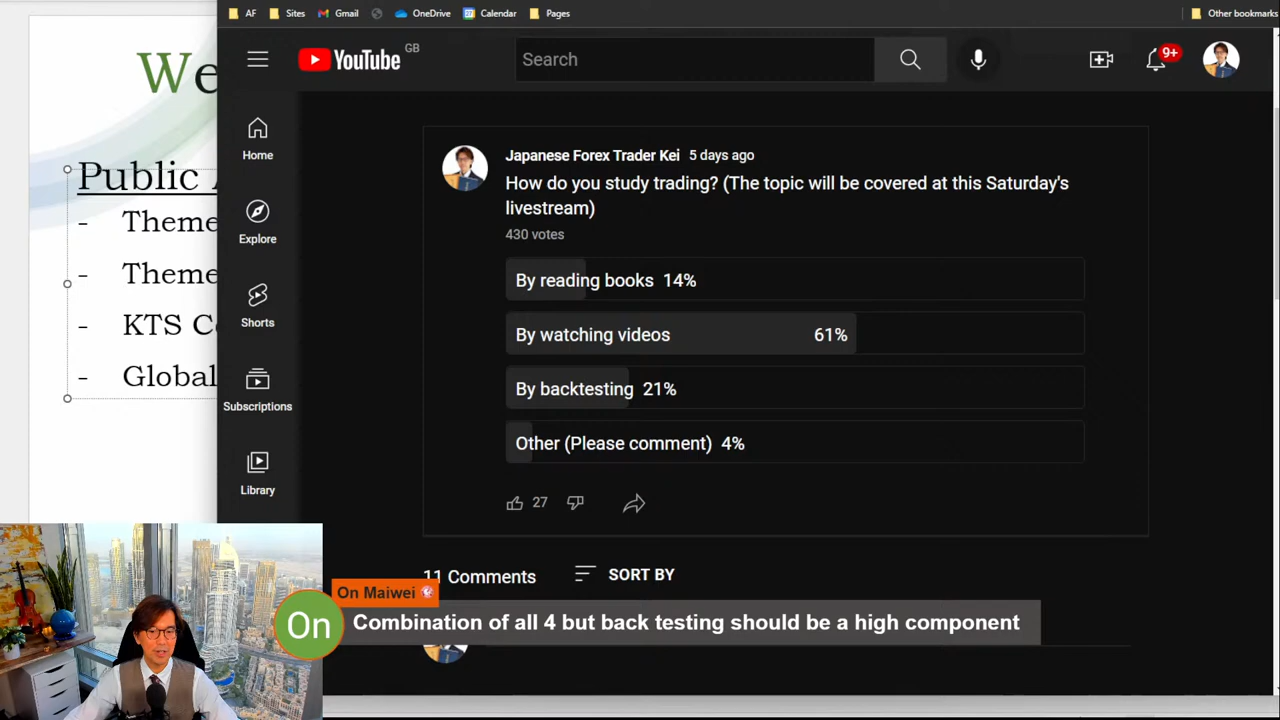 AF
Sites
Gmail
OneDrive
Calendar
Pages
Other bookmarks
We
YouTube GB
Search
9+
Home
Explore
Shorts
Subscriptions
Library
Public
- Theme
- Theme
- KTS
- Global
Japanese Forex Trader Kei 5 days ago
How do you study trading? (The topic will be covered at this Saturday's
livestream)
430 votes
By reading books 14%
By watching videos 61%
By backtesting 21%
Other (Please comment) 4%
27
11 Comments
SORT BY
On Maiwei
On
Combination of all 4 but back testing should be a high component